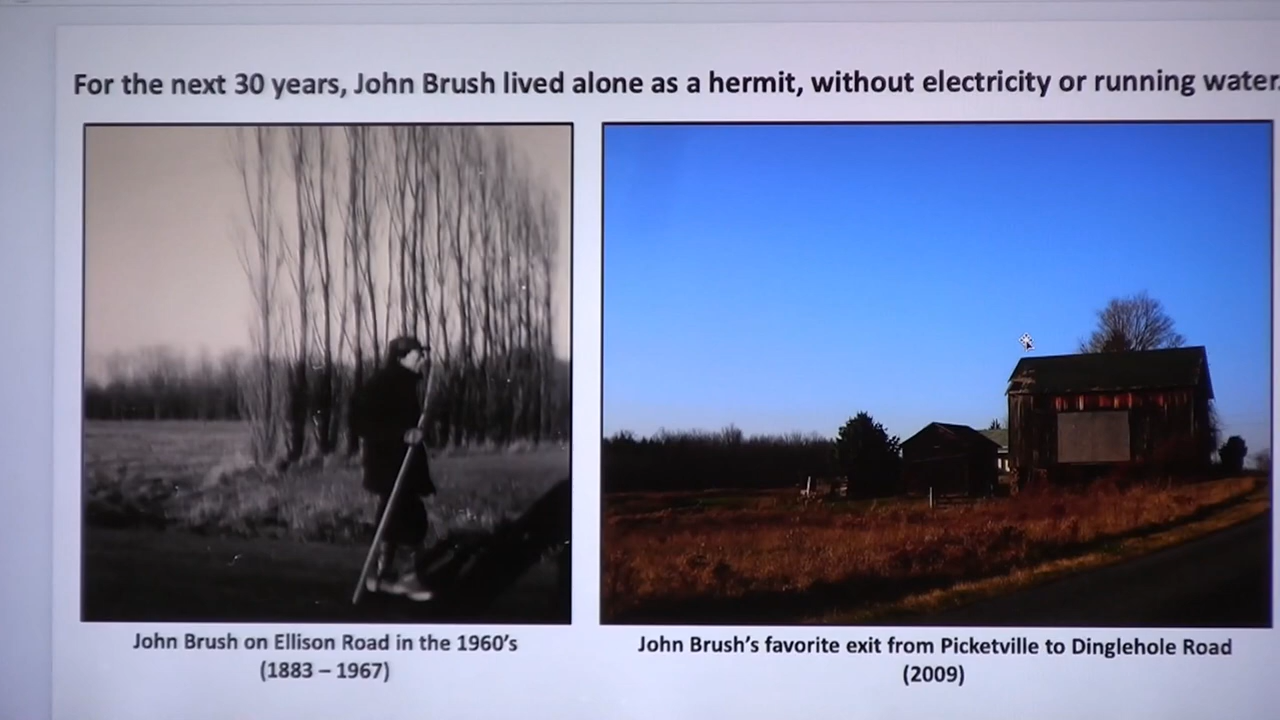 For the next 30 years, John Brush lived alone as a hermit, without electricity or running water.
John Brush on Ellison Road in the 1960's
(1883 – 1967)
John Brush's favorite exit from Picketville to Dinglehole Road
(2009)